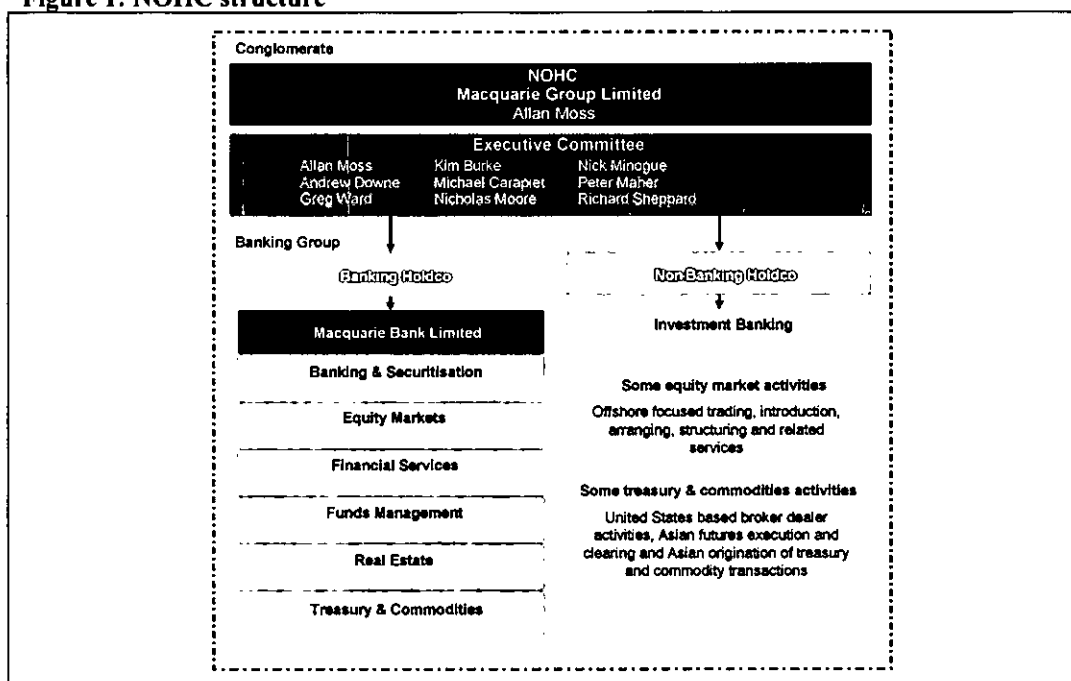 Figure 1: NOHC structure
Conglomerate
NOHC
Macquarie Group Limited
Allan Moss
Executive Committee
Allan Moss Kim Burke Nick Minogue
Andrew Downe Michael Carapiet Peter Maher
Greg Ward Nicholas Moore Richard Sheppard
Banking Group
Banking Holdco
Non-Banking Holdco
Macquarie Bank Limited
Banking & Securitisation
Equity Markets
Financial Services
Funds Management
Real Estate
Treasury & Commodities
Investment Banking
Some equity market activities
Offshore focused trading, introduction,
arranging, structuring and related
services
Some treasury & commodities activities
United States based broker dealer
activities, Asian futures execution and
clearing and Asian origination of treasury
and commodity transactions